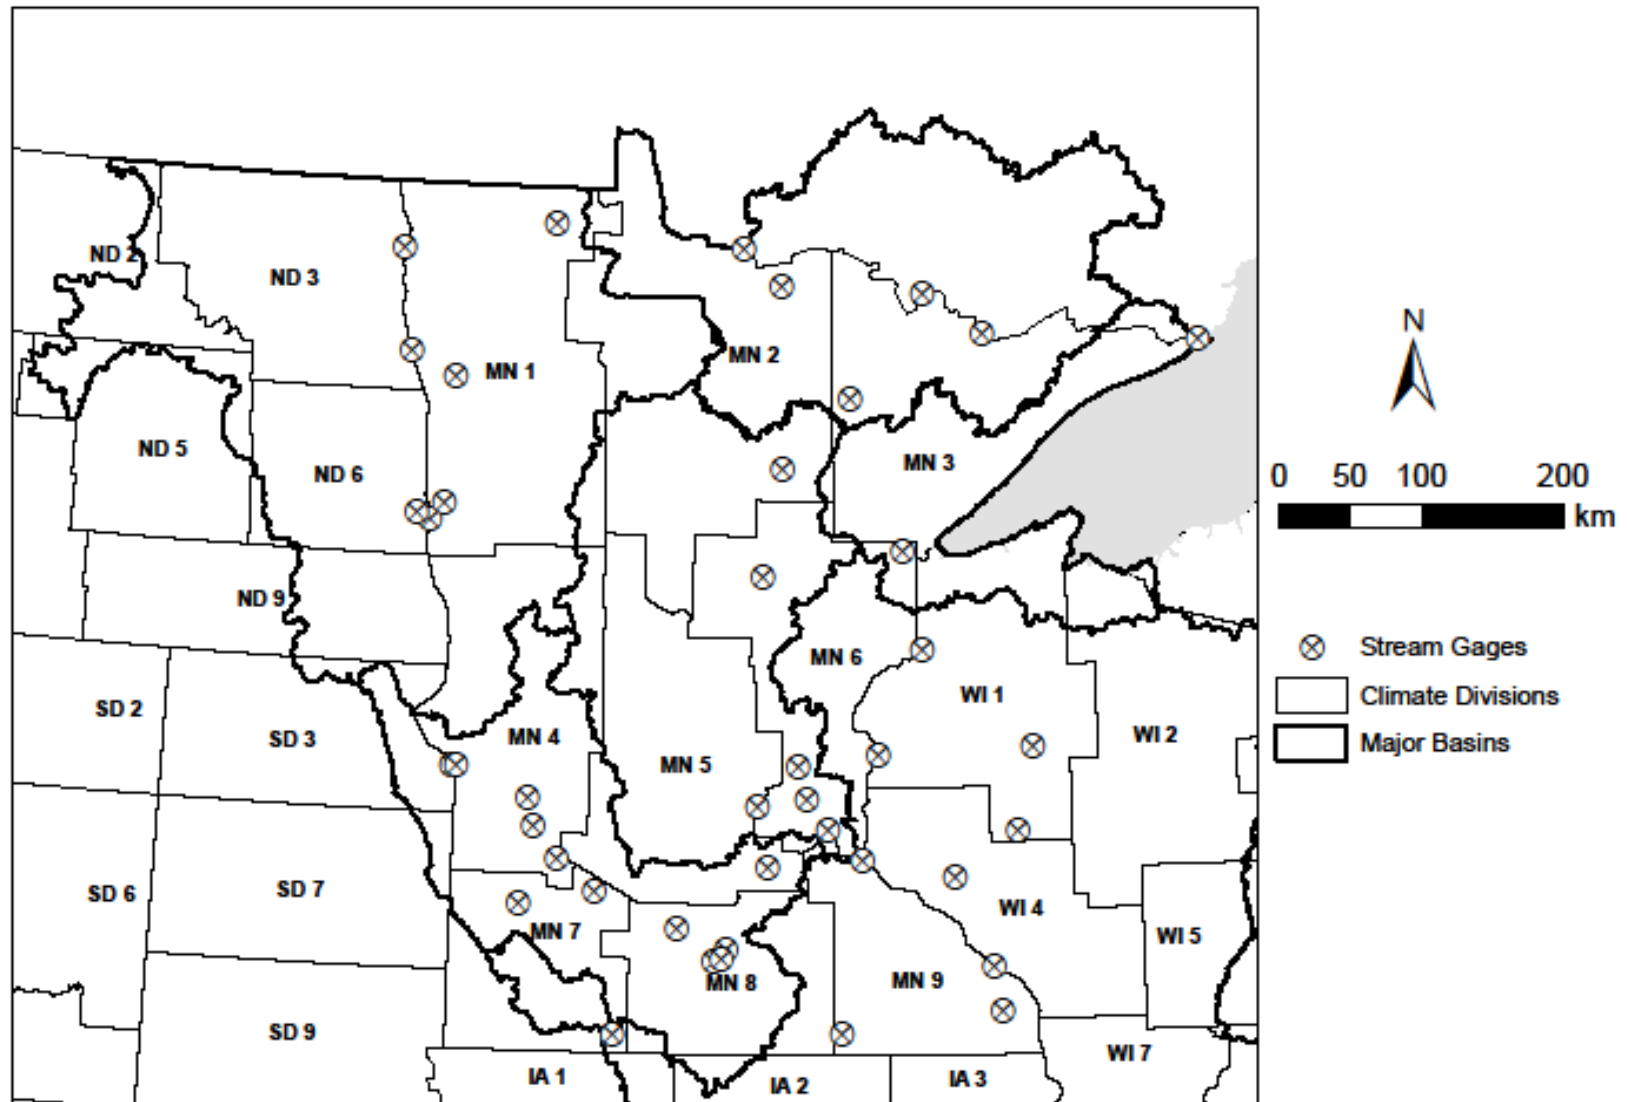 ND 2
ND 3
MN 1
MN 2
ND 5
ND 6
MN 3
ND 9
MN 6
SD 2
SD 3
MN 4
MN 5
WI 1
WI 2
SD 6
SD 7
MN 7
WI 4
WI 5
SD 9
MN 8
MN 9
WI 7
IA 1
IA 2
IA 3
N
0 50 100 200
km
Stream Gages
Climate Divisions
Major Basins